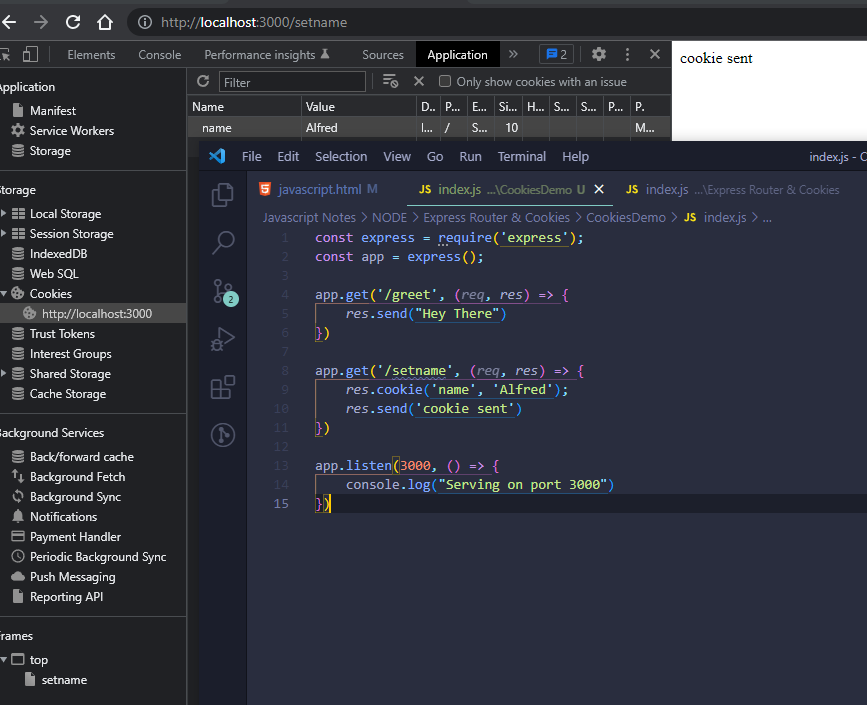 http://localhost:3000/setname
Elements Console Performance insights Sources Application » 2
Filter Only show cookies with an issue
Name Value D.. P... E... Si... H... S... S... P... P.
name Alfred l... / S... 10 M...
cookie sent
Application
Manifest
Service Workers
Storage
Storage
Local Storage
Session Storage
IndexedDB
Web SQL
Cookies
http://localhost:3000
Trust Tokens
Interest Groups
Shared Storage
Cache Storage
Background Services
Back/forward cache
Background Fetch
Background Sync
Notifications
Payment Handler
Periodic Background Sync
Push Messaging
Reporting API
Frames
top
setname
File Edit Selection View Go Run Terminal Help index.js - C
javascript.html M JS index.js ...\CookiesDemo U JS index.js ...\Express Router & Cookies
Javascript Notes > NODE > Express Router & Cookies > CookiesDemo > JS index.js > ...
2
1 const express = require('express');
2 const app = express();
3
4 app.get('/greet', (req, res) => {
5 res.send("Hey There")
6 })
7
8 app.get('/setname', (req, res) => {
9 res.cookie('name', 'Alfred');
10 res.send('cookie sent')
11 })
12
13 app.listen(3000, () => {
14 console.log("Serving on port 3000")
15 })